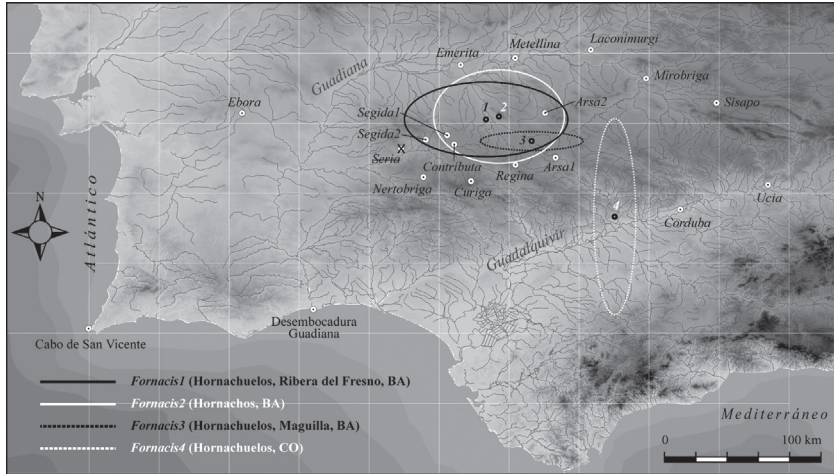 Laconimurgi
Metellina
Emerita
Guadiana
Mirobriga
Sisapo
Ebora
Arsa2
Segida1
1
2
Segida2
3
Seria
Contributa
Regina
Arsa1
Nertobriga
Curiga
Ucia
4
Corduba
N
Atlántico
Guadalquivir
Desembocadura
Guadiana
Cabo de San Vicente
Fornacis1 (Hornachuelos, Ribera del Fresno, BA)
Fornacis2 (Hornachos, BA)
Fornacis3 (Hornachuelos, Maguilla, BA)
Fornacis4 (Hornachuelos, CO)
Mediterráneo
0 100 km